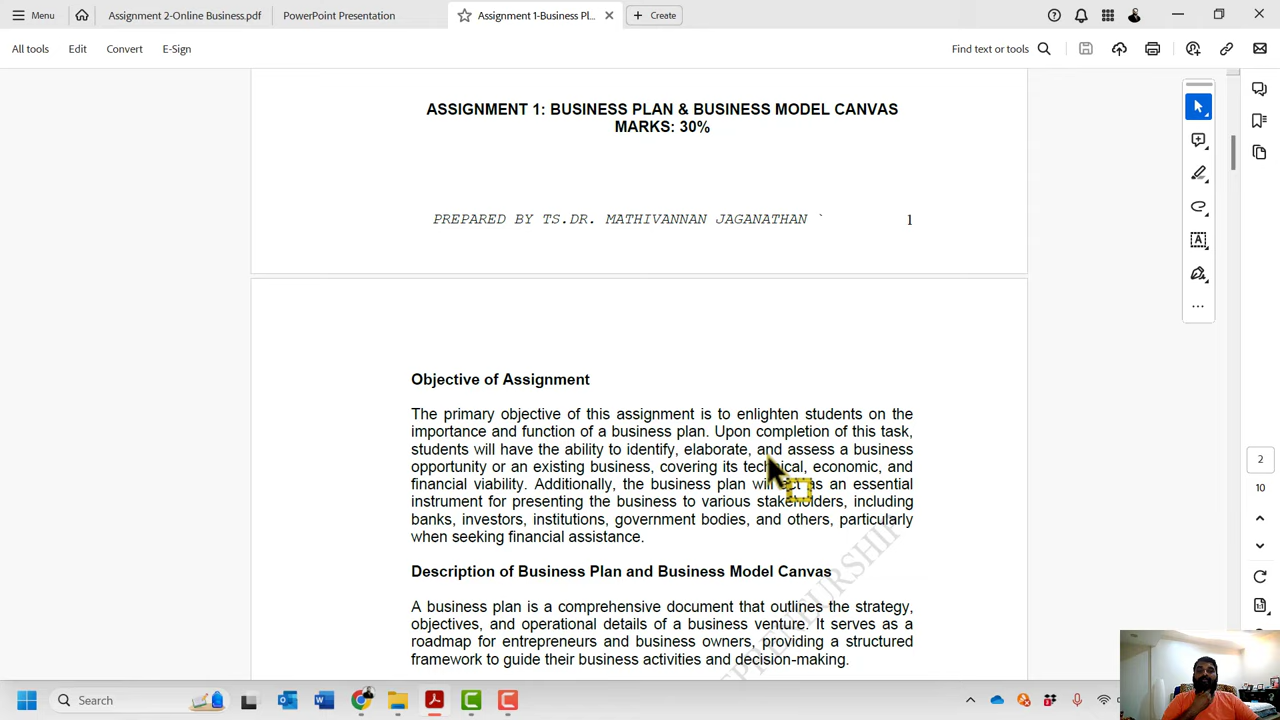 Menu
Assignment 2-Online Business.pdf
PowerPoint Presentation
Assignment 1-Business Pl...
Create
All tools
Edit
Convert
E-Sign
Find text or tools
ASSIGNMENT 1: BUSINESS PLAN & BUSINESS MODEL CANVAS
MARKS: 30%
PREPARED BY TS.DR. MATHIVANNAN JAGANATHAN ` 1
Objective of Assignment
The primary objective of this assignment is to enlighten students on the
importance and function of a business plan. Upon completion of this task,
students will have the ability to identify, elaborate, and assess a business
opportunity or an existing business, covering its technical, economic, and
financial viability. Additionally, the business plan will act as an essential
instrument for presenting the business to various stakeholders, including
banks, investors, institutions, government bodies, and others, particularly
when seeking financial assistance.
Description of Business Plan and Business Model Canvas
A business plan is a comprehensive document that outlines the strategy,
objectives, and operational details of a business venture. It serves as a
roadmap for entrepreneurs and business owners, providing a structured
framework to guide their business activities and decision-making.
2
10
Search